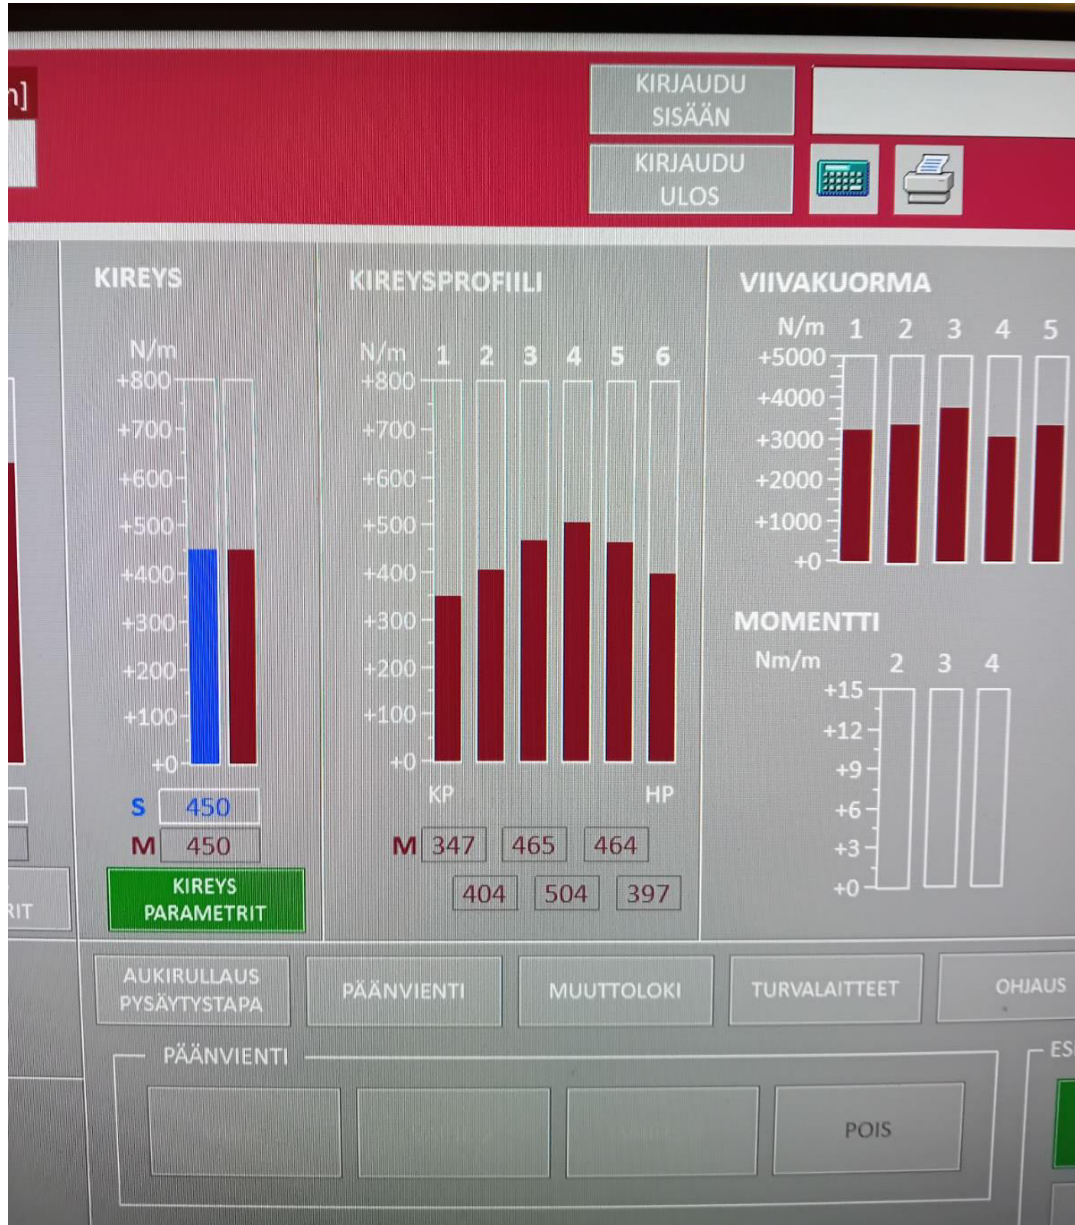 n]
KIRJAUDU
SISÄÄN
KIRJAUDU
ULOS
KIREYS
N/m
+800
+700
+600
+500
+400
+300
+200
+100
+0
S 450
M 450
KIREYS
PARAMETRIT
KIREYSPROFIILI
N/m 1 2 3 4 5 6
+800
+700
+600
+500
+400
+300
+200
+100
+0
KP HP
M 347 465 464
404 504 397
VIIVAKUORMA
N/m 1 2 3 4 5
+5000
+4000
+3000
+2000
+1000
+0
MOMENTTI
Nm/m 2 3 4
+15
+12
+9
+6
+3
+0
RIT
AUKIRULLAUS
PYSÄYTYSTAPA
PÄÄNVIENTI
MUUTTOLOKI
TURVALAITTEET
OHJAUS
PÄÄNVIENTI
POIS
ES